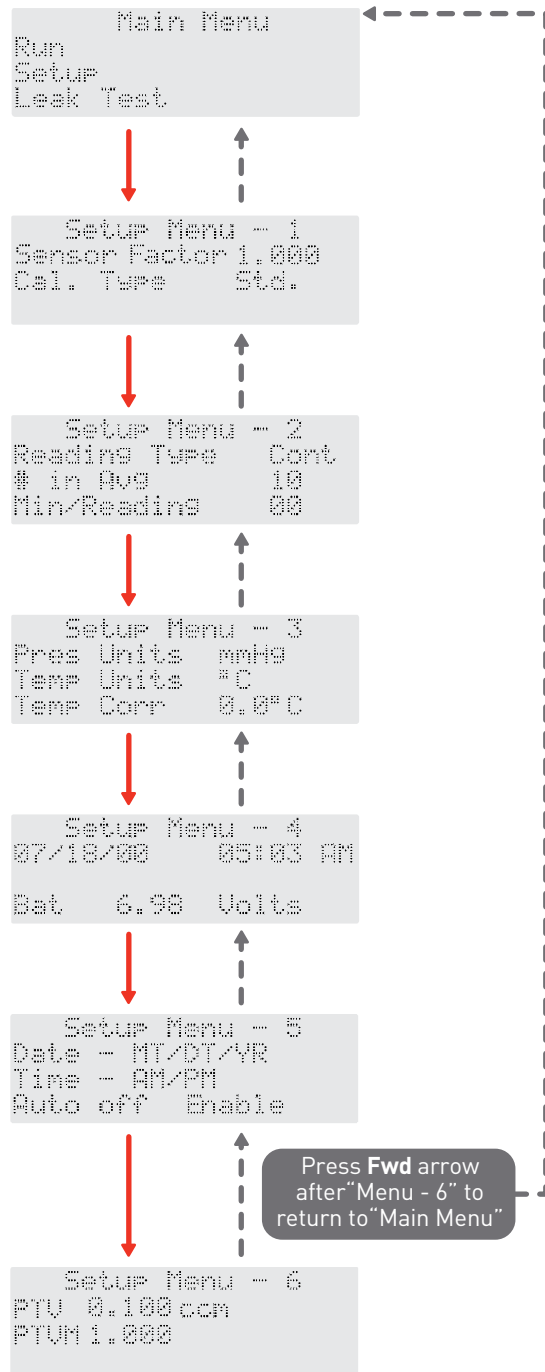 Main Menu
Run
Setup
Leak Test
Setup Menu - 1
Sensor Factor 1.000
Cal. Type Std.
Setup Menu - 2
Reading Type Cont
# in Avg 10
Min/Reading 00
Setup Menu - 3
Pres Units mmHg
Temp Units °C
Temp Corr 0.0°C
Setup Menu - 4
07/18/00 05:03 AM
Bat 6.98 Volts
Setup Menu - 5
Date - MT/DT/YR
Time - AM/PM
Auto off Enable
Press Fwd arrow
after“Menu - 6” to
return to“Main Menu”
Setup Menu - 6
PTV 0.100 ccm
PTVM 1.000